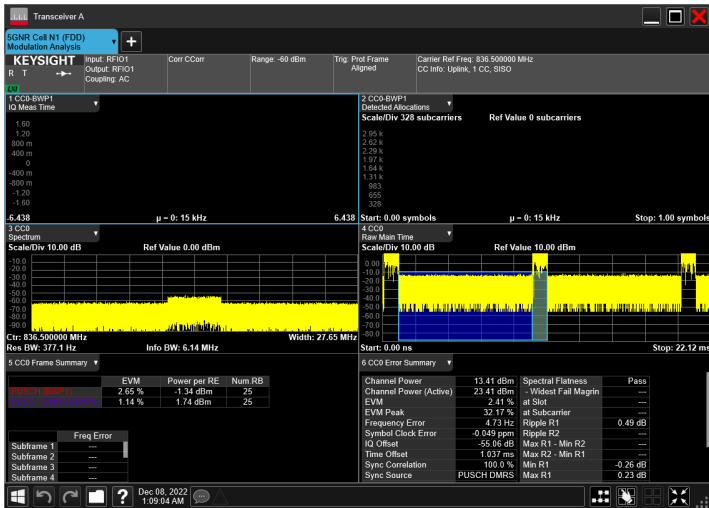 Transceiver A
5GNR Cell N1 (FDD)
Modulation Analysis
KEYSIGHT
R T
LXI
Input: RFIO1
Output: RFIO1
Coupling: AC
Corr CCorr
Range: -60 dBm
Trig: Prot Frame
Aligned
Carrier Ref Freq: 836.500000 MHz
CC Info: Uplink, 1 CC, SISO
1 CC0-BWP1
IQ Meas Time
1.60
1.20
800 m
400 m
0
-400 m
-800 m
-1.20
-1.60
-6.438
μ = 0: 15 kHz
6.438
2 CC0-BWP1
Detected Allocations
Scale/Div 328 subcarriers
Ref Value 0 subcarriers
2.95 k
2.62 k
2.29 k
1.97 k
1.64 k
1.31 k
983
655
328
Start: 0.00 symbols
μ = 0: 15 kHz
Stop: 1.00 symbols
3 CC0
Spectrum
Scale/Div 10.00 dB
Ref Value 0.00 dBm
-10.0
-20.0
-30.0
-40.0
-50.0
-60.0
-70.0
-80.0
-90.0
Ctr: 836.500000 MHz
Width: 27.65 MHz
Res BW: 377.1 Hz
Info BW: 6.14 MHz
4 CC0
Raw Main Time
Scale/Div 10.00 dB
Ref Value 10.00 dBm
0.00
-10.0
-20.0
-30.0
-40.0
-50.0
-60.0
-70.0
-80.0
Start: 0.00 ns
Stop: 22.12 ms
5 CC0 Frame Summary
EVM Power per RE Num.RB
2.65 % -1.34 dBm 25
1.14 % 1.74 dBm 25
Freq Error
Subframe 1 ---
Subframe 2 ---
Subframe 3 ---
Subframe 4 ---
6 CC0 Error Summary
Channel Power 13.41 dBm Spectral Flatness Pass
Channel Power (Active) 23.41 dBm - Widest Fail Magrin ---
EVM 2.41 % at Slot ---
EVM Peak 32.17 % at Subcarrier ---
Frequency Error 4.73 Hz Ripple R1 0.49 dB
Symbol Clock Error -0.049 ppm Ripple R2 ---
IQ Offset -55.06 dB Max R1 - Min R2 ---
Time Offset 1.037 ms Max R2 - Min R1 ---
Sync Correlation 100.0 % Min R1 -0.26 dB
Sync Source PUSCH DMRS Max R1 0.23 dB
Dec 08, 2022
1:09:04 AM